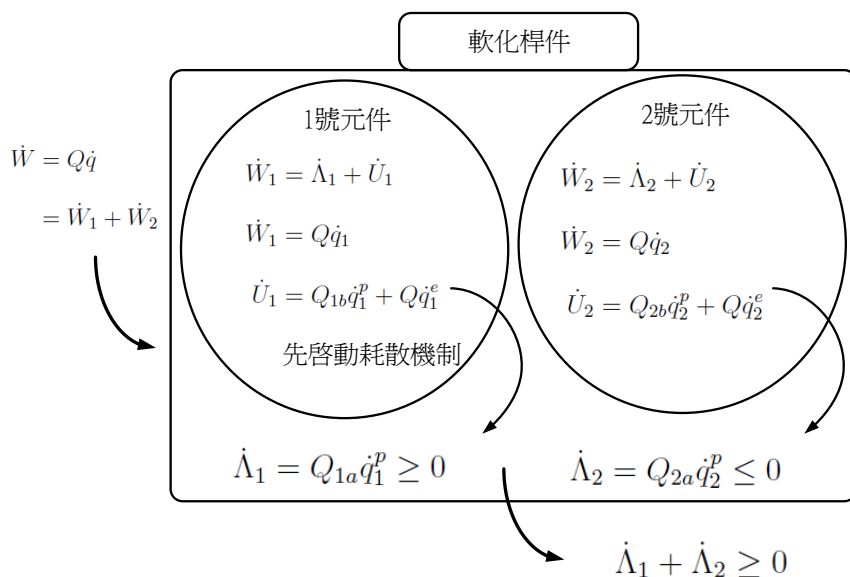 軟化桿件
Ẇ = Qq̇
= Ẇ₁ + Ẇ₂
1號元件
Ẇ₁ = Λ̇₁ + U̇₁
Ẇ₁ = Qq̇₁
U̇₁ = Q₁bq̇₁ᵖ + Qq̇₁ᵉ
先啓動耗散機制
2號元件
Ẇ₂ = Λ̇₂ + U̇₂
Ẇ₂ = Qq̇₂
U̇₂ = Q₂bq̇₂ᵖ + Qq̇₂ᵉ
Λ̇₁ = Q₁ₐq̇₁ᵖ ≥ 0
Λ̇₂ = Q₂ₐq̇₂ᵖ ≤ 0
Λ̇₁ + Λ̇₂ ≥ 0